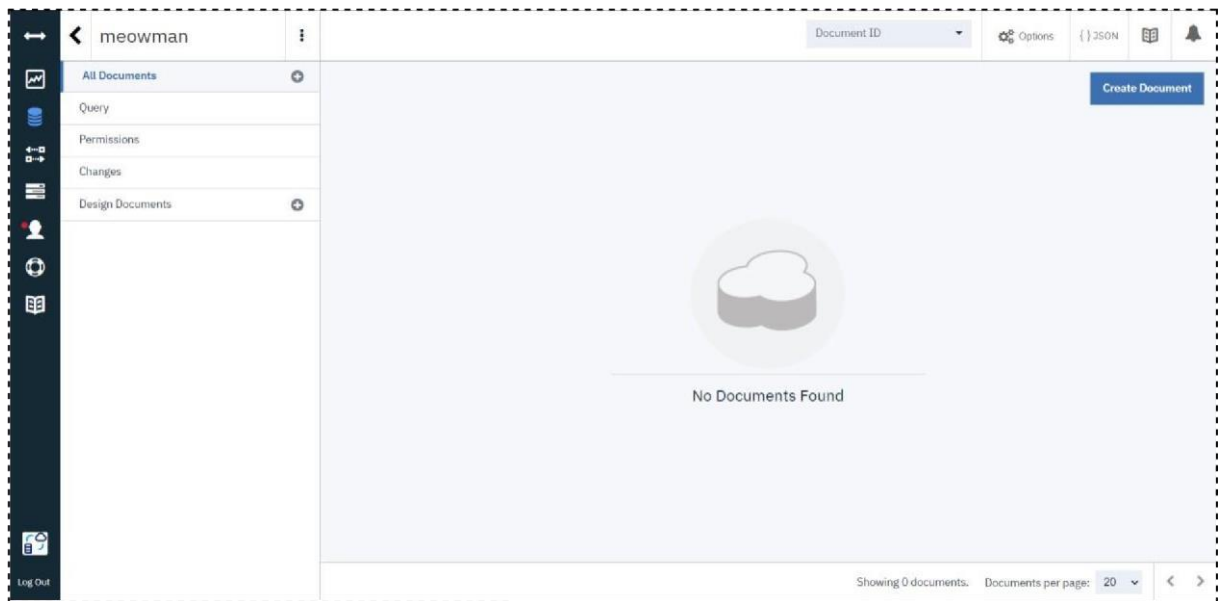 meowman
Document ID
Options
{ } JSON
All Documents
Create Document
Query
Permissions
Changes
Design Documents
No Documents Found
Log Out
Showing 0 documents.
Documents per page: 20